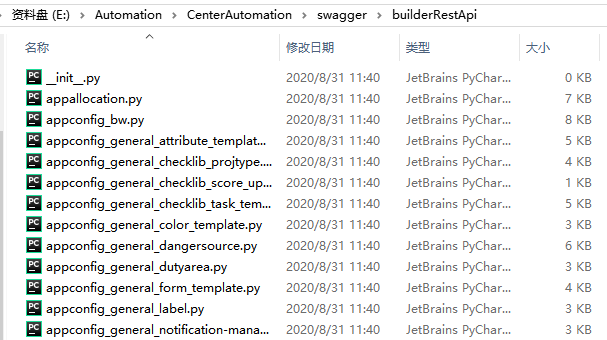 资料盘 (E:) > Automation > CenterAutomation > swagger > builderRestApi
名称 修改日期 类型 大小
__init__.py 2020/8/31 11:40 JetBrains PyChar... 0 KB
appallocation.py 2020/8/31 11:40 JetBrains PyChar... 7 KB
appconfig_bw.py 2020/8/31 11:40 JetBrains PyChar... 8 KB
appconfig_general_attribute_templat... 2020/8/31 11:40 JetBrains PyChar... 5 KB
appconfig_general_checklib_projtype.... 2020/8/31 11:40 JetBrains PyChar... 4 KB
appconfig_general_checklib_score_up... 2020/8/31 11:40 JetBrains PyChar... 1 KB
appconfig_general_checklib_task_tem... 2020/8/31 11:40 JetBrains PyChar... 5 KB
appconfig_general_color_template.py 2020/8/31 11:40 JetBrains PyChar... 3 KB
appconfig_general_dangersource.py 2020/8/31 11:40 JetBrains PyChar... 6 KB
appconfig_general_dutyarea.py 2020/8/31 11:40 JetBrains PyChar... 3 KB
appconfig_general_form_template.py 2020/8/31 11:40 JetBrains PyChar... 4 KB
appconfig_general_label.py 2020/8/31 11:40 JetBrains PyChar... 3 KB
appconfig_general_notification-mana... 2020/8/31 11:40 JetBrains PyChar... 3 KB